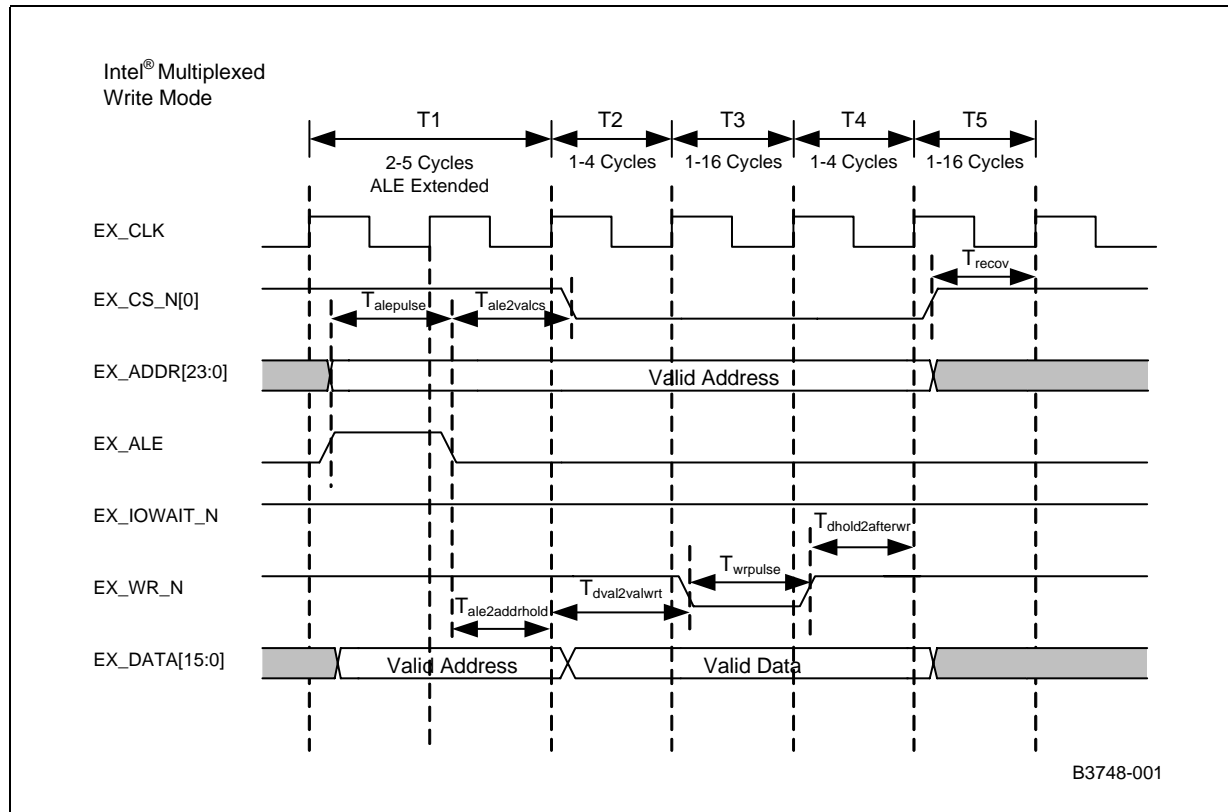 Intel® Multiplexed
Write Mode
T1 T2 T3 T4 T5
2-5 Cycles 1-4 Cycles 1-16 Cycles 1-4 Cycles 1-16 Cycles
ALE Extended
EX_CLK
Trecov
EX_CS_N[0]
Talepulse Tale2valcs
EX_ADDR[23:0] Valid Address
EX_ALE
EX_IOWAIT_N
Tdhold2afterwr
Twrpulse
EX_WR_N
Tale2addrhold Tdval2valwrt
EX_DATA[15:0] Valid Address Valid Data
B3748-001